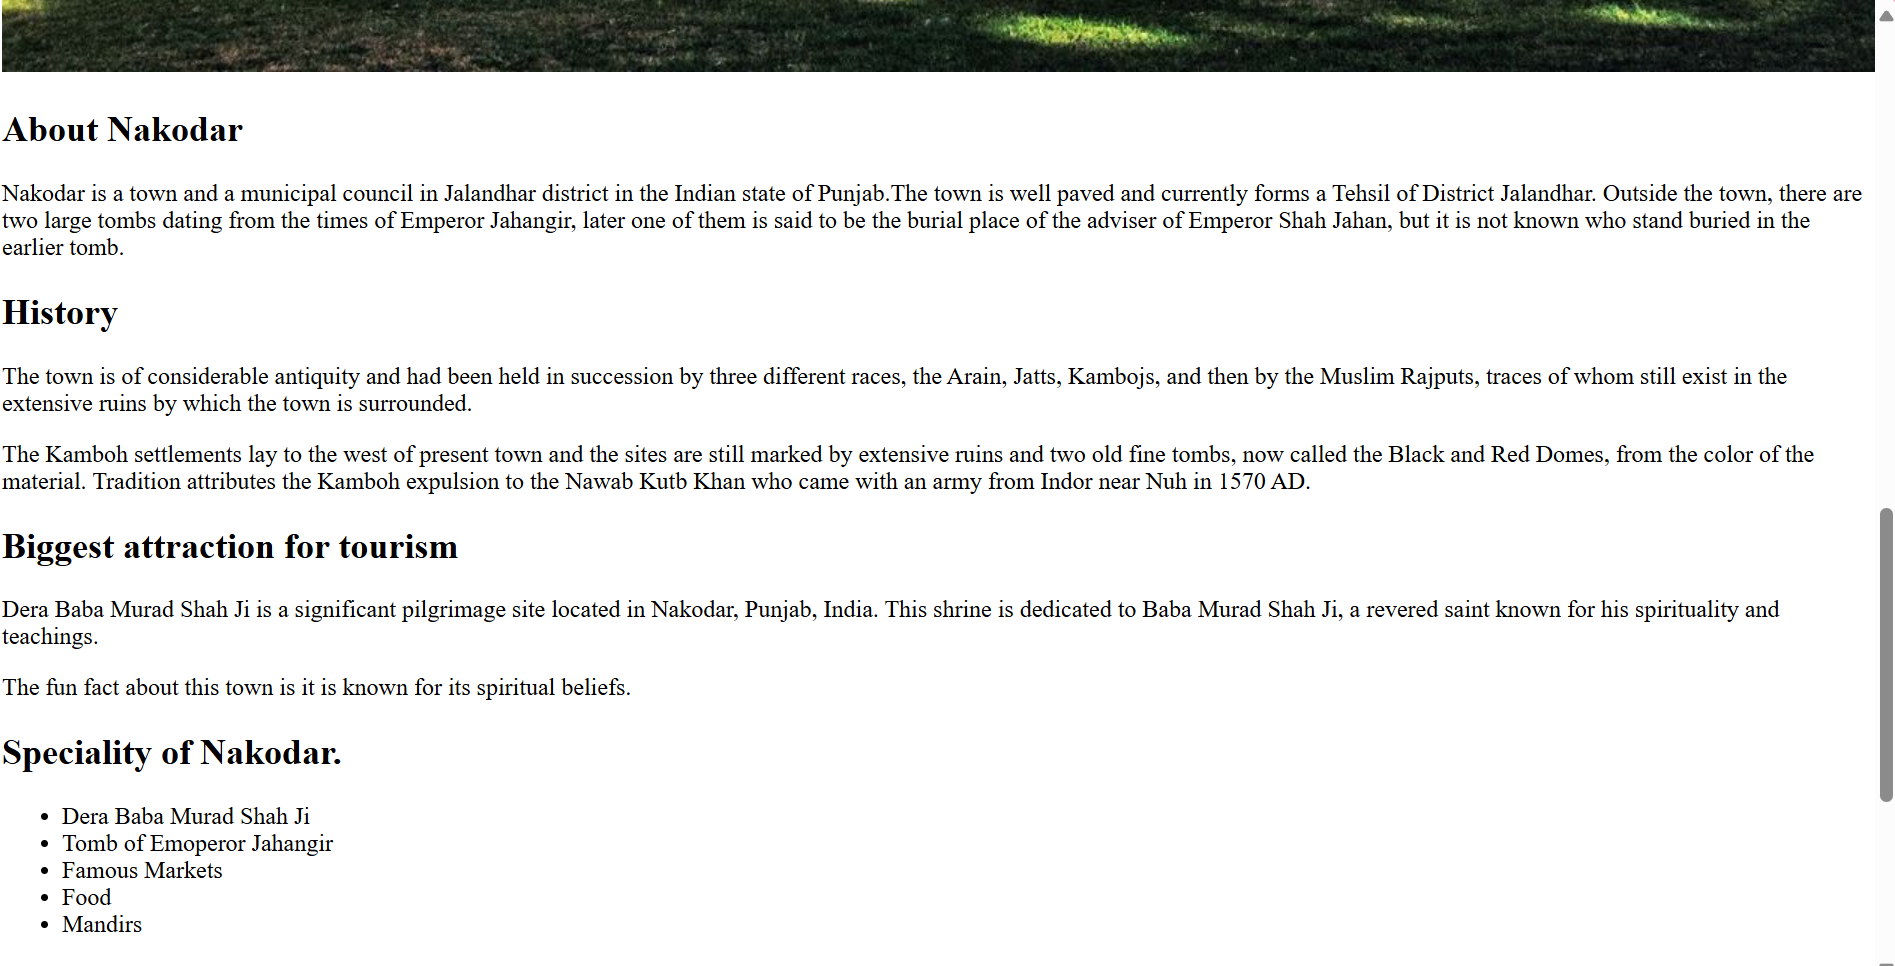 About Nakodar
Nakodar is a town and a municipal council in Jalandhar district in the Indian state of Punjab.The town is well paved and currently forms a Tehsil of District Jalandhar. Outside the town, there are
two large tombs dating from the times of Emperor Jahangir, later one of them is said to be the burial place of the adviser of Emperor Shah Jahan, but it is not known who stand buried in the
earlier tomb.
History
The town is of considerable antiquity and had been held in succession by three different races, the Arain, Jatts, Kambojs, and then by the Muslim Rajputs, traces of whom still exist in the
extensive ruins by which the town is surrounded.
The Kamboh settlements lay to the west of present town and the sites are still marked by extensive ruins and two old fine tombs, now called the Black and Red Domes, from the color of the
material. Tradition attributes the Kamboh expulsion to the Nawab Kutb Khan who came with an army from Indor near Nuh in 1570 AD.
Biggest attraction for tourism
Dera Baba Murad Shah Ji is a significant pilgrimage site located in Nakodar, Punjab, India. This shrine is dedicated to Baba Murad Shah Ji, a revered saint known for his spirituality and
teachings.
The fun fact about this town is it is known for its spiritual beliefs.
Speciality of Nakodar.
• Dera Baba Murad Shah Ji
• Tomb of Emoperor Jahangir
• Famous Markets
• Food
• Mandirs